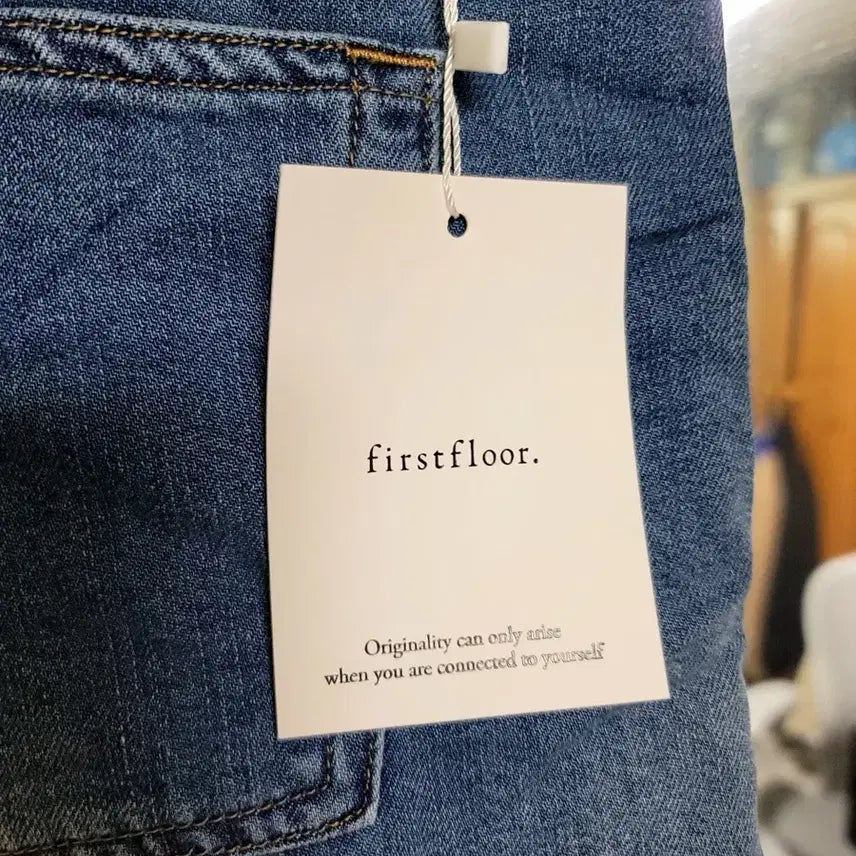 firstfloor.
Originality can only arise
when you are connected to yourself